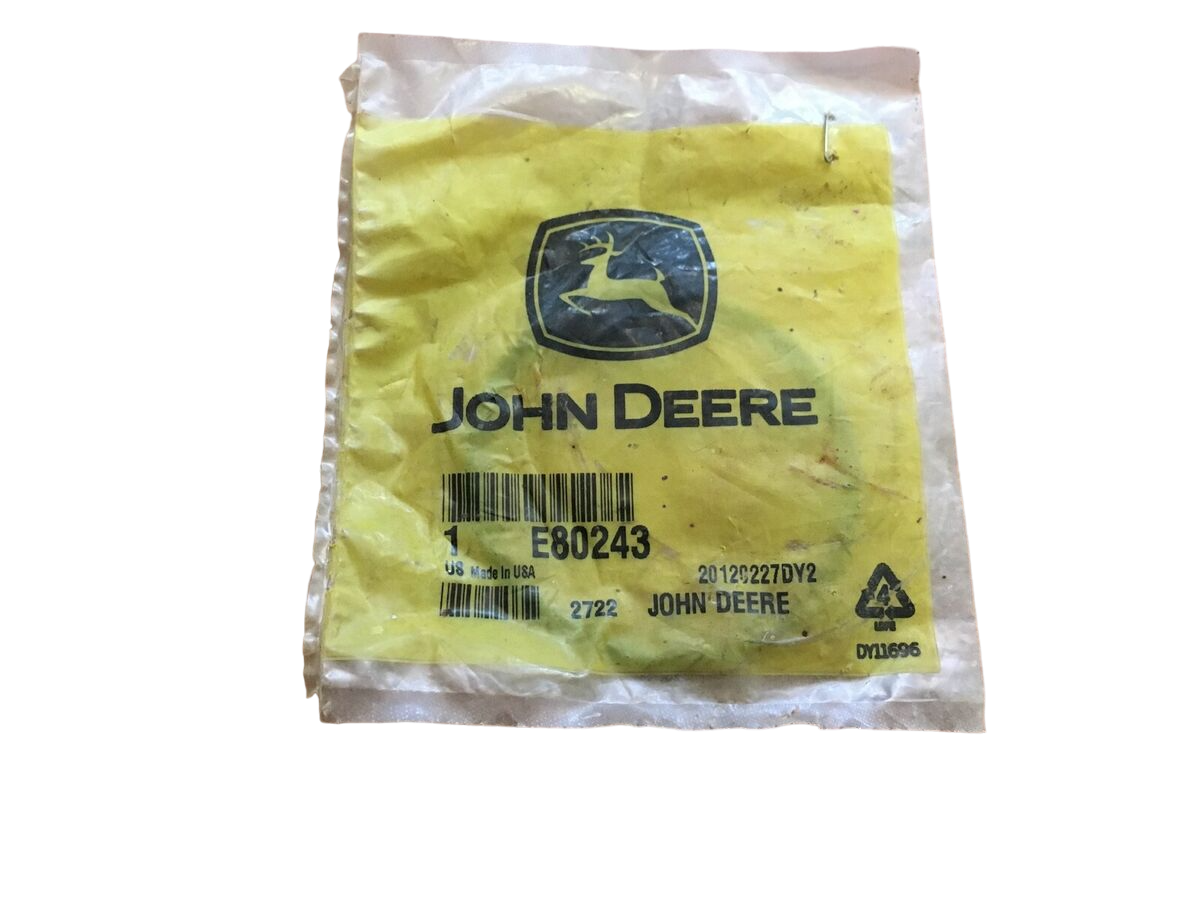 JOHN DEERE
1 E80243
US Made In USA 20120227DY2
2722 JOHN DEERE
4
LDPE
DY11696